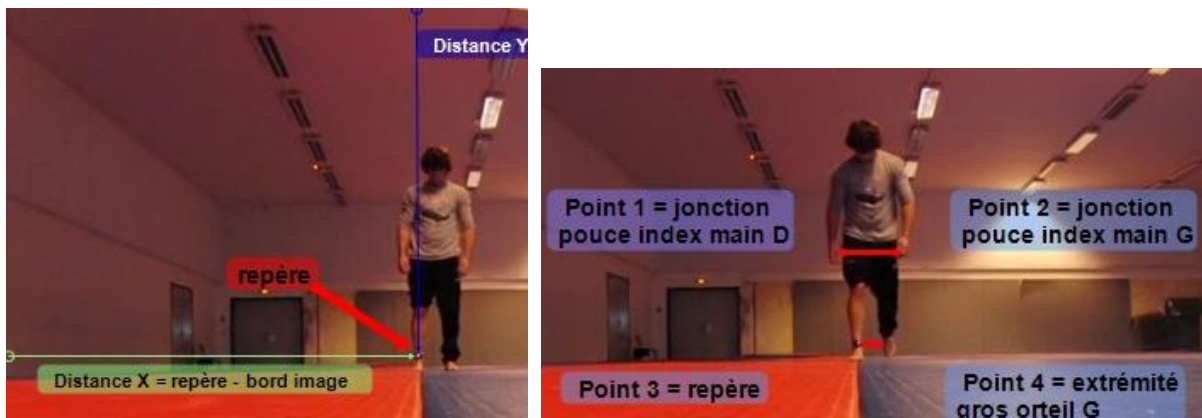 Distance Y
repère
Distance X = repère - bord image
Point 1 = jonction
pouce index main D
Point 2 = jonction
pouce index main G
Point 3 = repère
Point 4 = extrémité
gros orteil G